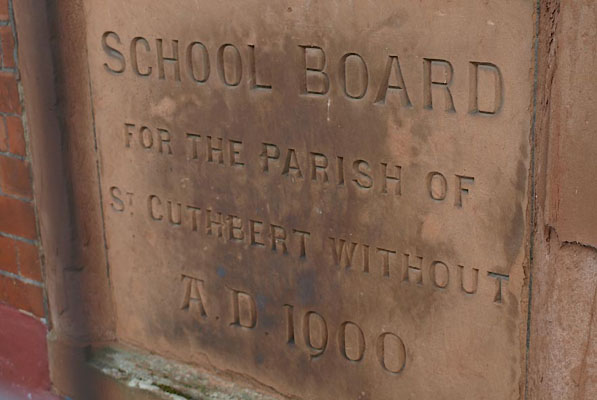 SCHOOL BOARD
FOR THE PARISH OF
ST CUTHBERT WITHOUT
A.D. 1900